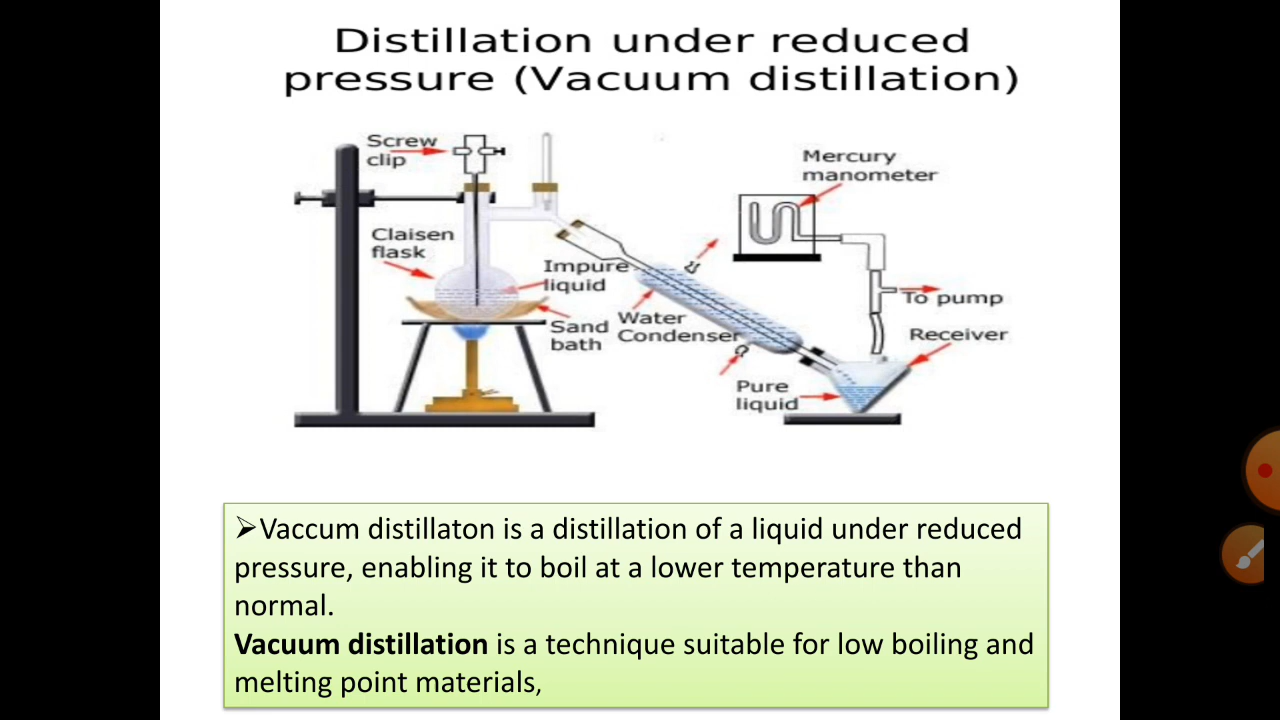 Distillation under reduced
pressure (Vacuum distillation)
Screw
clip
Mercury
manometer
Claisen
flask
Impure
liquid
To pump
Sand
bath
Water
Condenser
Receiver
Pure
liquid
➢Vaccum distillaton is a distillation of a liquid under reduced
pressure, enabling it to boil at a lower temperature than
normal.
Vacuum distillation is a technique suitable for low boiling and
melting point materials,